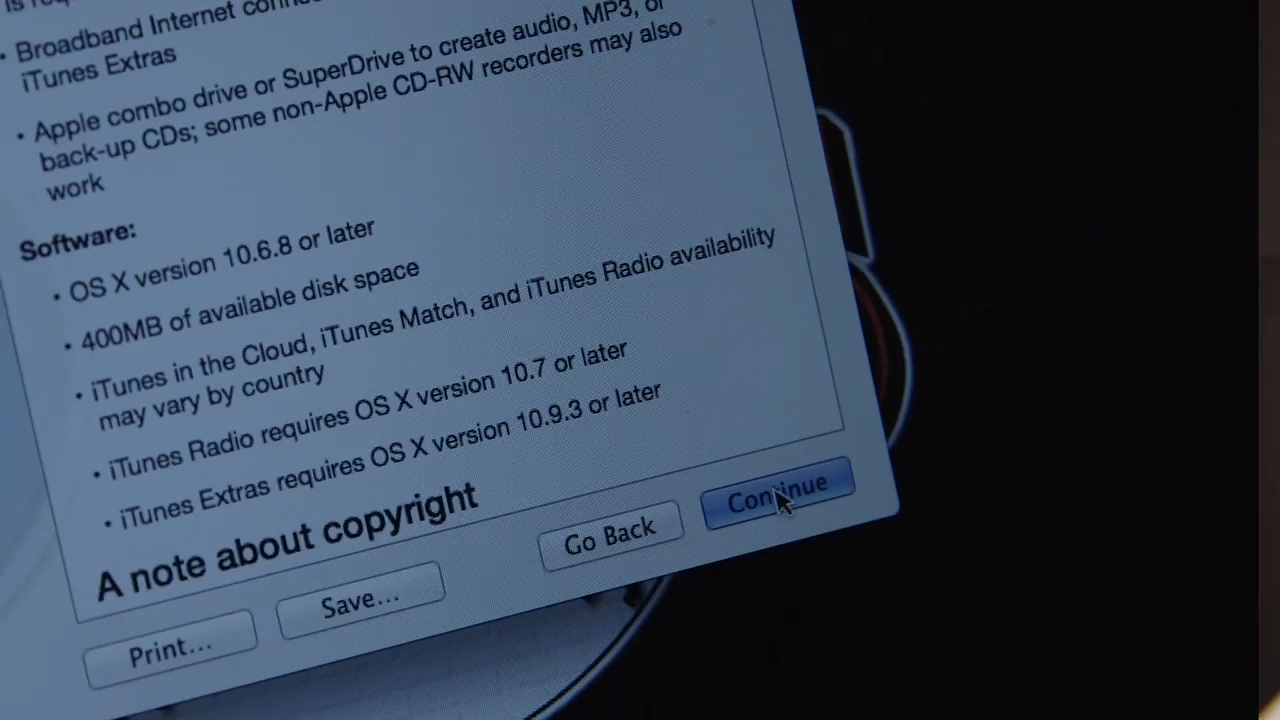 Broadband Internet
iTunes Extras
• Apple combo drive or SuperDrive to create audio, MP3, or
back-up CDs; some non-Apple CD-RW recorders may also
work
Software:
• OS X version 10.6.8 or later
• 400MB of available disk space
• iTunes in the Cloud, iTunes Match, and iTunes Radio availability
may vary by country
• iTunes Radio requires OS X version 10.7 or later
• iTunes Extras requires OS X version 10.9.3 or later
A note about copyright
Print...
Save...
Go Back
Continue